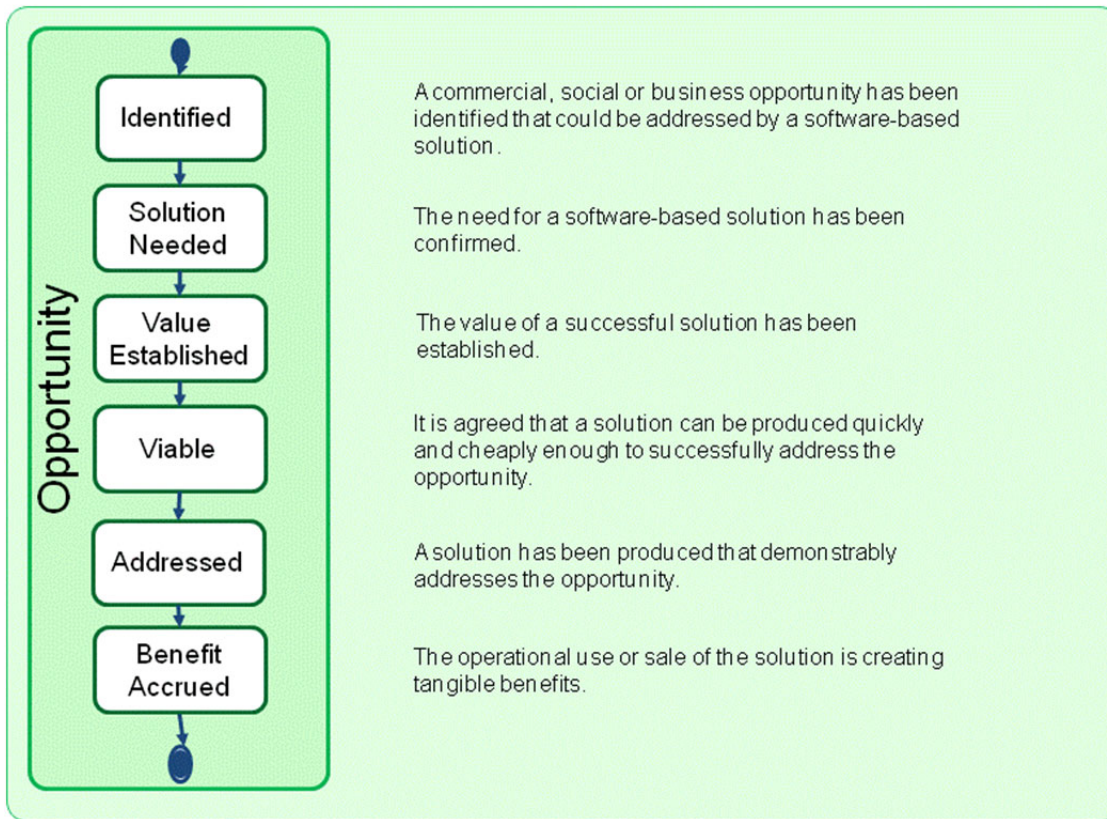 Opportunity
Identified
A commercial, social or business opportunity has been
identified that could be addressed by a software-based
solution.
Solution
Needed
The need for a software-based solution has been
confirmed.
Value
Established
The value of a successful solution has been
established.
Viable
It is agreed that a solution can be produced quickly
and cheaply enough to successfully address the
opportunity.
Addressed
A solution has been produced that demonstrably
addresses the opportunity.
Benefit
Accrued
The operational use or sale of the solution is creating
tangible benefits.